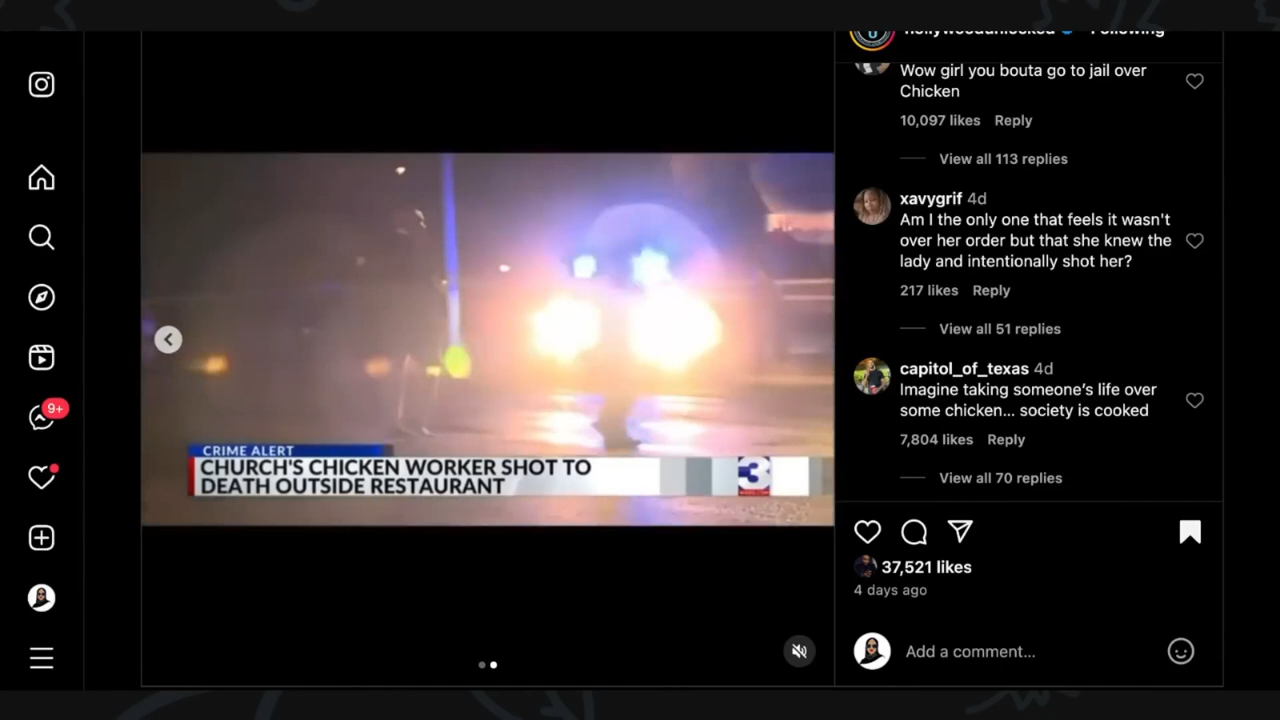 hollywoodunlocked Following
Wow girl you bouta go to jail over
Chicken
10,097 likes Reply
View all 113 replies
xavygrif 4d
Am I the only one that feels it wasn't
over her order but that she knew the
lady and intentionally shot her?
217 likes Reply
View all 51 replies
capitol_of_texas 4d
Imagine taking someone’s life over
some chicken... society is cooked
7,804 likes Reply
View all 70 replies
9+
CRIME ALERT
CHURCH'S CHICKEN WORKER SHOT TO
DEATH OUTSIDE RESTAURANT
3
37,521 likes
4 days ago
Add a comment...